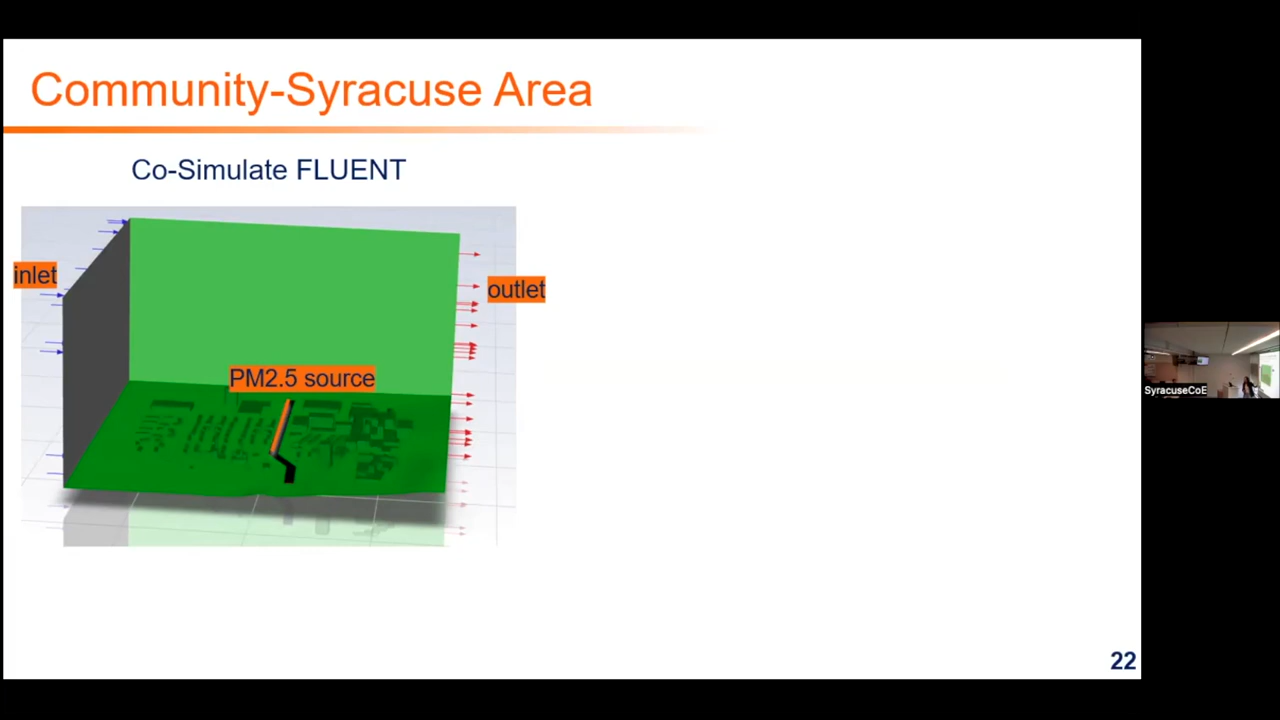 Community-Syracuse Area
Co-Simulate FLUENT
inlet
outlet
PM2.5 source
SyracuseCoE
22